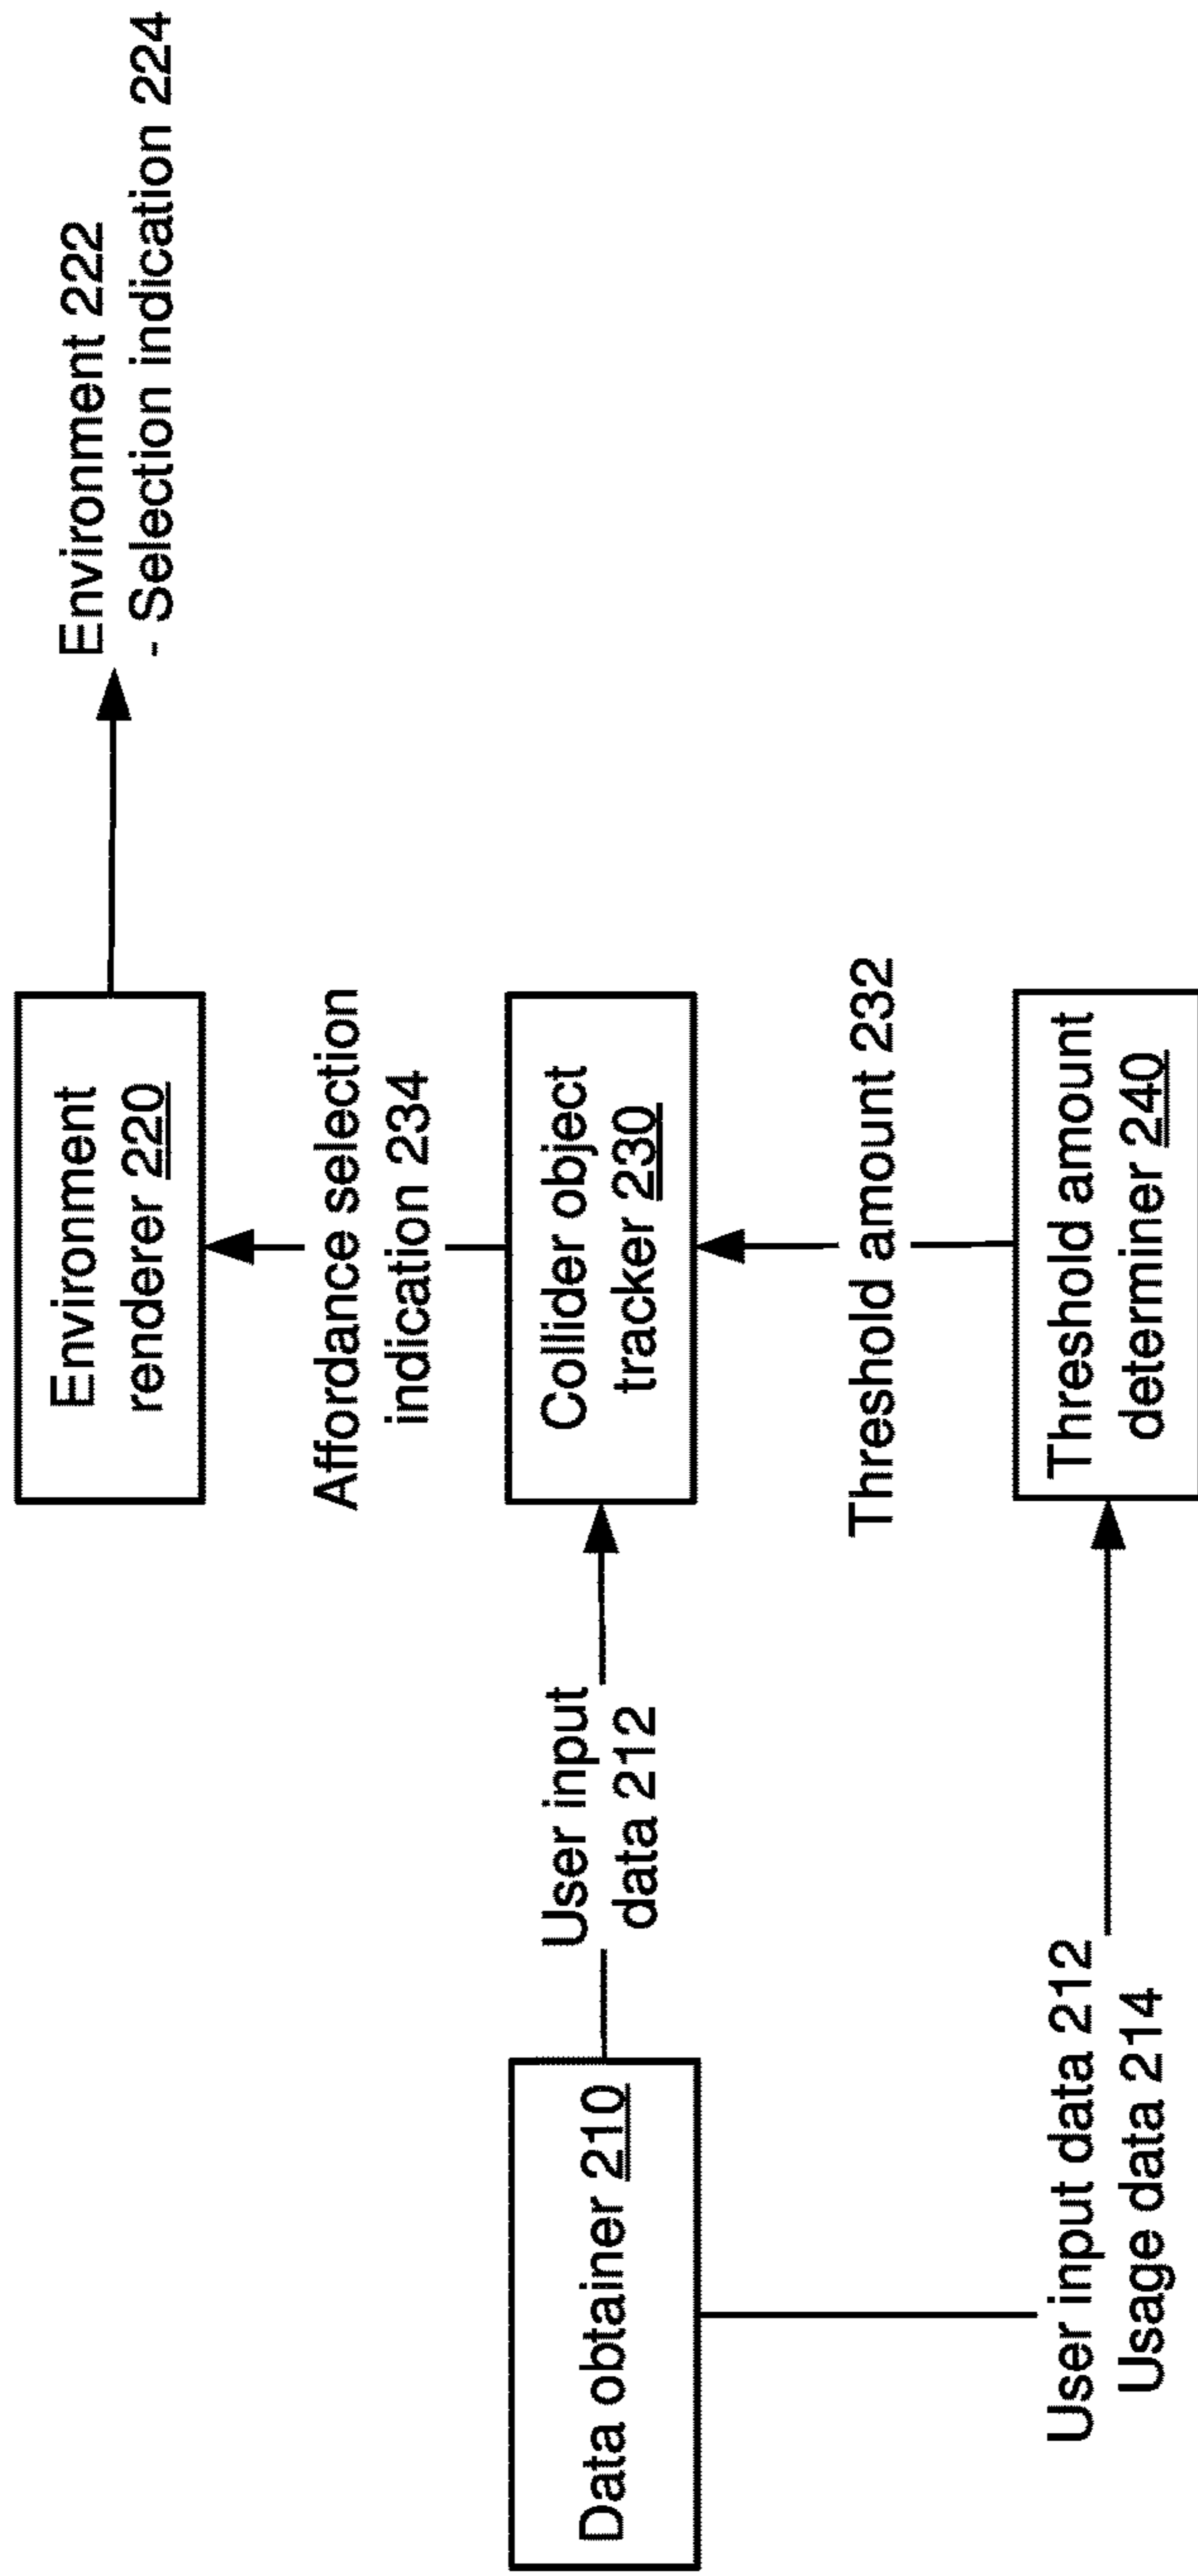 Environment
renderer 220
Environment 222
- Selection indication 224
Affordance selection
indication 234
Data obtainer 210
User input
data 212
Collider object
tracker 230
Threshold amount 232
User input data 212
Usage data 214
Threshold amount
determiner 240